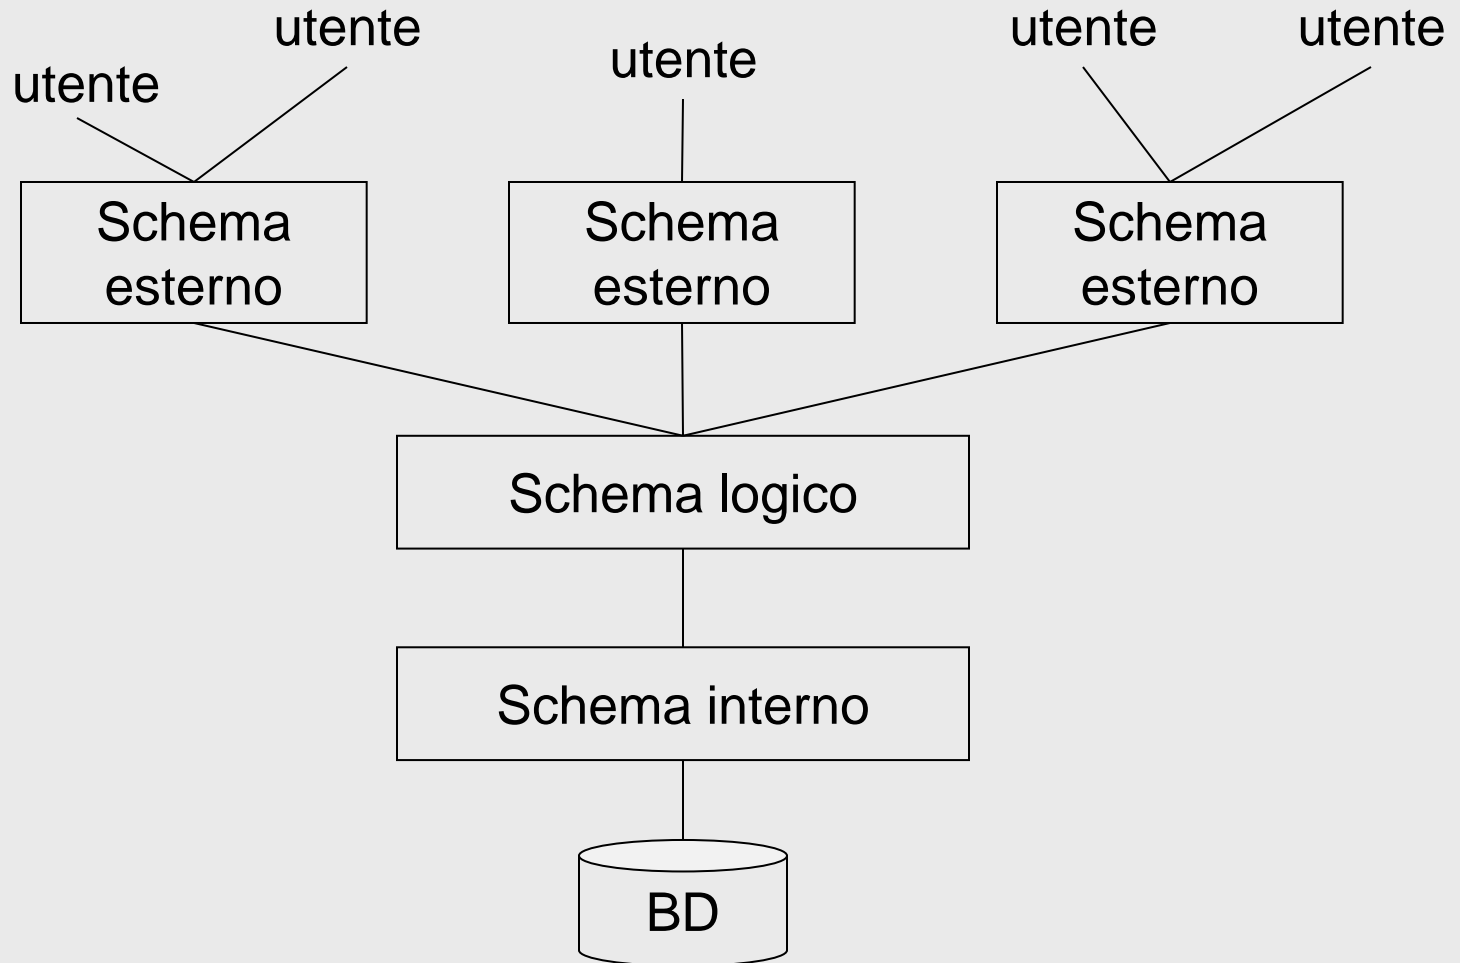 utente
utente
utente
utente
utente
Schema
esterno
Schema
esterno
Schema
esterno
Schema logico
Schema interno
BD